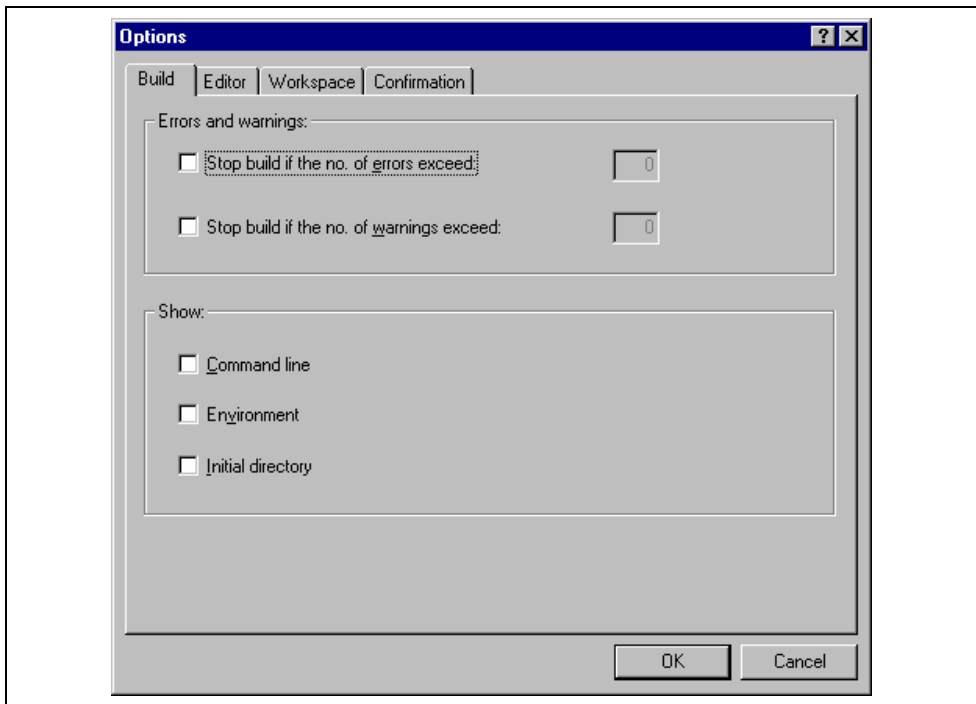 Options
Build Editor Workspace Confirmation
Errors and warnings:
Stop build if the no. of errors exceed: 0
Stop build if the no. of warnings exceed: 0
Show:
Command line
Environment
Initial directory
OK Cancel